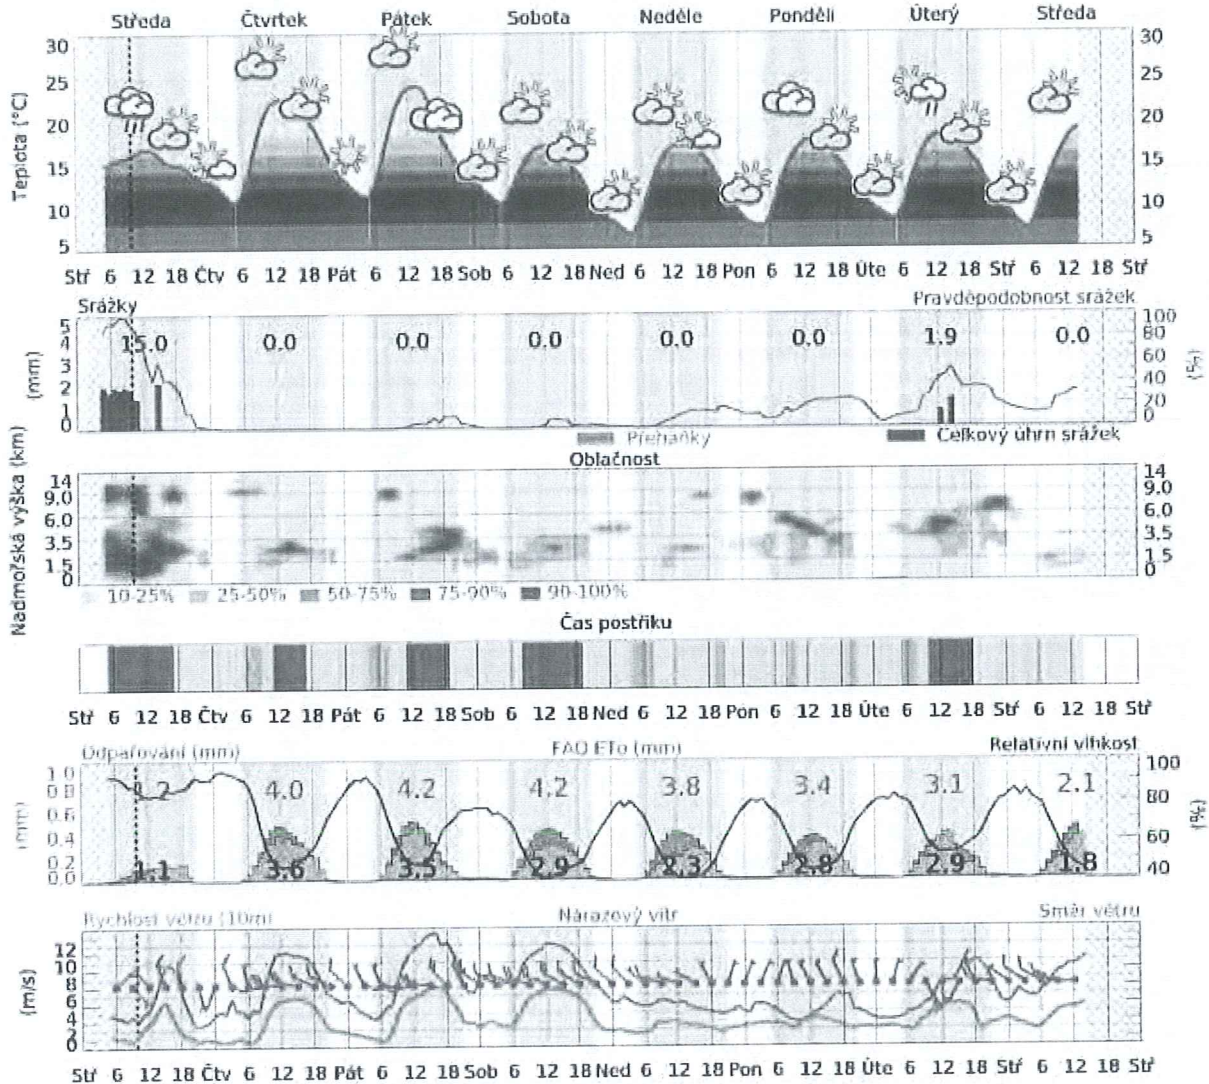 Středa Čtvrtek Pátek Sobota Neděle Pondělí Úterý Středa
Teplota (°C)
30 25 20 15 10 5
30 25 20 15 10 5
Stř 6 12 18 Čtv 6 12 18 Pát 6 12 18 Sob 6 12 18 Ned 6 12 18 Pon 6 12 18 Úte 6 12 18 Stř 6 12 18 Stř
Srážky Pravděpodobnost srážek
(mm)
5 4 3 2 1 0
15.0 0.0 0.0 0.0 0.0 0.0 1.9 0.0
100 80 60 40 20 0
(%)
Přeháňky Celkový úhrn srážek
Oblačnost
Nadmořská výška (km)
14 9.0 6.0 3.5 1.5 0
14 9.0 6.0 3.5 1.5 0
10-25% 25-50% 50-75% 75-90% 90-100%
Čas postřiku
Stř 6 12 18 Čtv 6 12 18 Pát 6 12 18 Sob 6 12 18 Ned 6 12 18 Pon 6 12 18 Úte 6 12 18 Stř 6 12 18 Stř
Odpařování (mm) FAO ETo (mm) Relativní vlhkost
(mm)
1.0 0.8 0.6 0.4 0.2 0.0
1.2 4.0 4.2 4.2 3.8 3.4 3.1 2.1
1.1 3.6 3.5 2.9 2.3 2.8 2.9 1.8
100 80 60 40
(%)
Rychlost větru (10m) Nárazový vítr Směr větru
(m/s)
12 10 8 6 4 2 0
Stř 6 12 18 Čtv 6 12 18 Pát 6 12 18 Sob 6 12 18 Ned 6 12 18 Pon 6 12 18 Úte 6 12 18 Stř 6 12 18 Stř